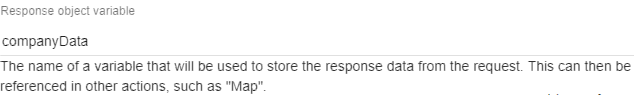 Response object variable
companyData
The name of a variable that will be used to store the response data from the request. This can then be
referenced in other actions, such as "Map".